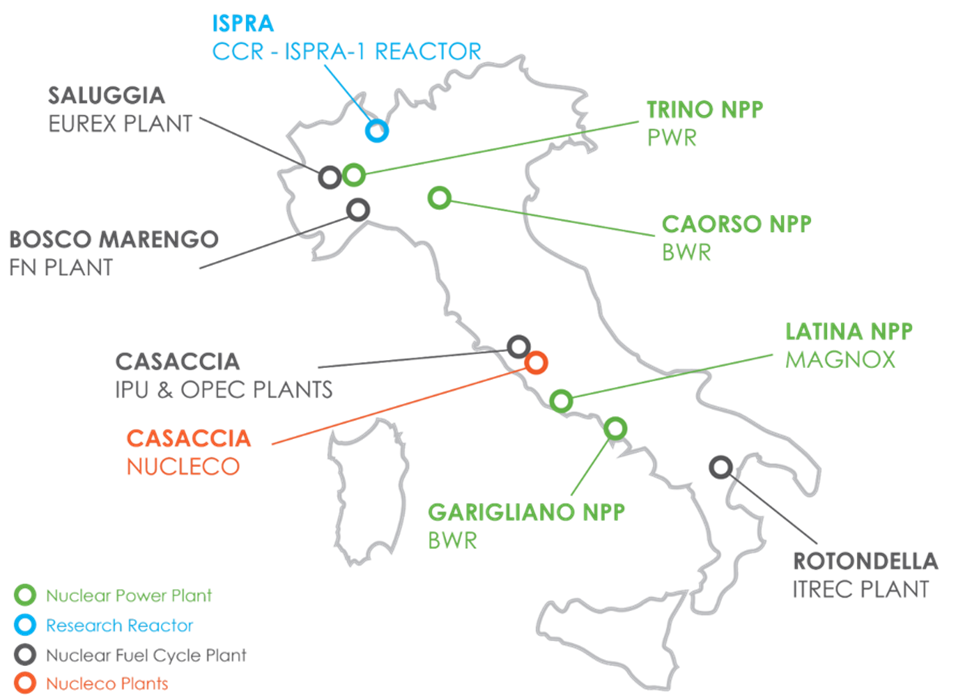 ISPRA
CCR - ISPRA-1 REACTOR
SALUGGIA
EUREX PLANT
TRINO NPP
PWR
BOSCO MARENGO
FN PLANT
CAORSO NPP
BWR
LATINA NPP
MAGNOX
CASACCIA
IPU & OPEC PLANTS
CASACCIA
NUCLECO
GARIGLIANO NPP
BWR
ROTONDELLA
ITREC PLANT
Nuclear Power Plant
Research Reactor
Nuclear Fuel Cycle Plant
Nucleco Plants